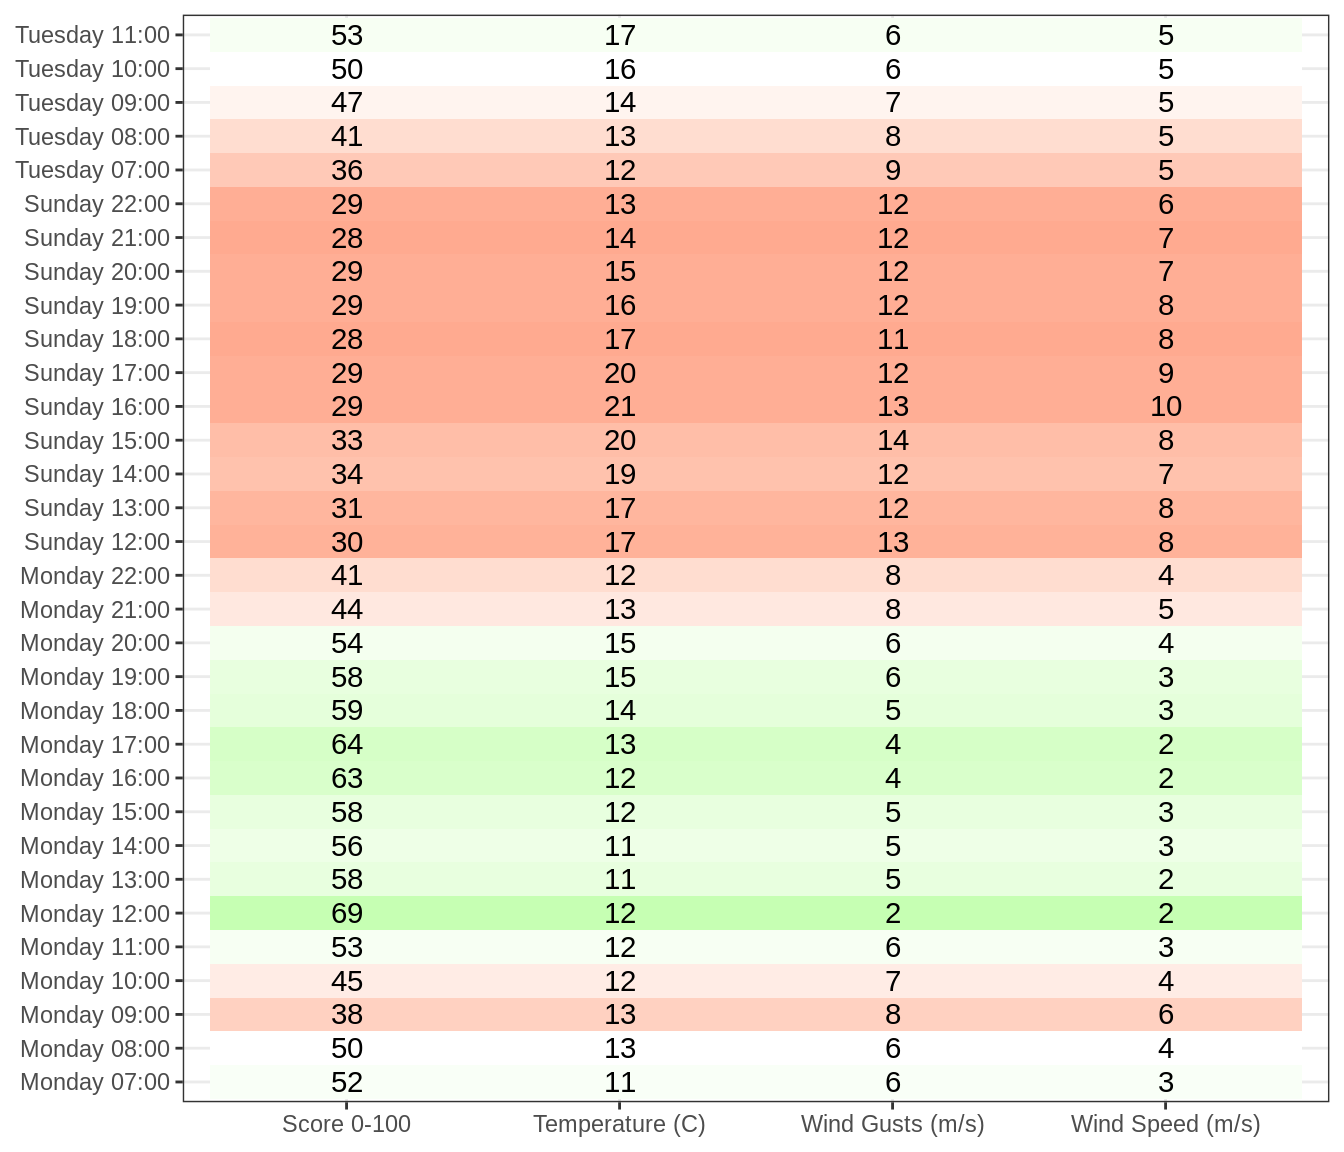 Tuesday 11:00 53 17 6 5
Tuesday 10:00 50 16 6 5
Tuesday 09:00 47 14 7 5
Tuesday 08:00 41 13 8 5
Tuesday 07:00 36 12 9 5
Sunday 22:00 29 13 12 6
Sunday 21:00 28 14 12 7
Sunday 20:00 29 15 12 7
Sunday 19:00 29 16 12 8
Sunday 18:00 28 17 11 8
Sunday 17:00 29 20 12 9
Sunday 16:00 29 21 13 10
Sunday 15:00 33 20 14 8
Sunday 14:00 34 19 12 7
Sunday 13:00 31 17 12 8
Sunday 12:00 30 17 13 8
Monday 22:00 41 12 8 4
Monday 21:00 44 13 8 5
Monday 20:00 54 15 6 4
Monday 19:00 58 15 6 3
Monday 18:00 59 14 5 3
Monday 17:00 64 13 4 2
Monday 16:00 63 12 4 2
Monday 15:00 58 12 5 3
Monday 14:00 56 11 5 3
Monday 13:00 58 11 5 2
Monday 12:00 69 12 2 2
Monday 11:00 53 12 6 3
Monday 10:00 45 12 7 4
Monday 09:00 38 13 8 6
Monday 08:00 50 13 6 4
Monday 07:00 52 11 6 3
Score 0-100 Temperature (C) Wind Gusts (m/s) Wind Speed (m/s)